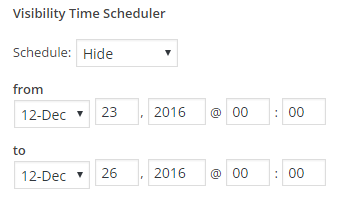 Visibility Time Scheduler
Schedule: Hide
from
12-Dec 23 , 2016 @ 00 : 00
to
12-Dec 26 , 2016 @ 00 : 00